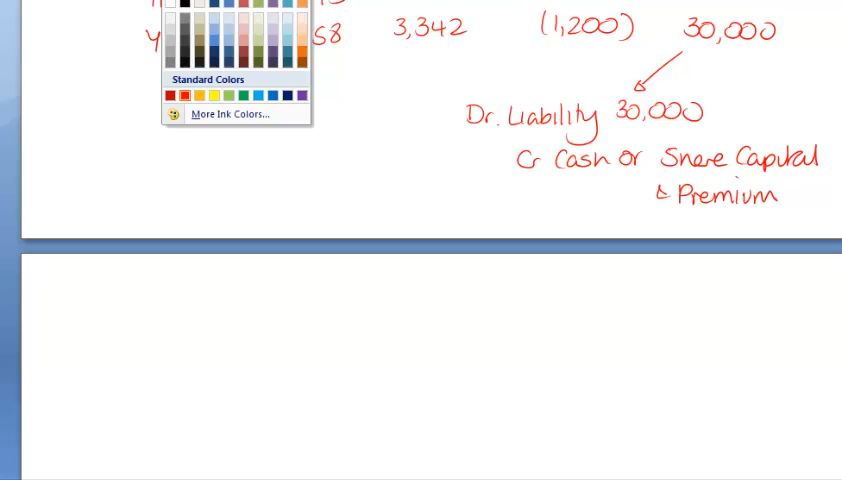 58 3,342 (1,200) 30,000
Standard Colors
Dr. Liability 30,000
More Ink Colors...
Cr Cash or Share Capital
& Premium